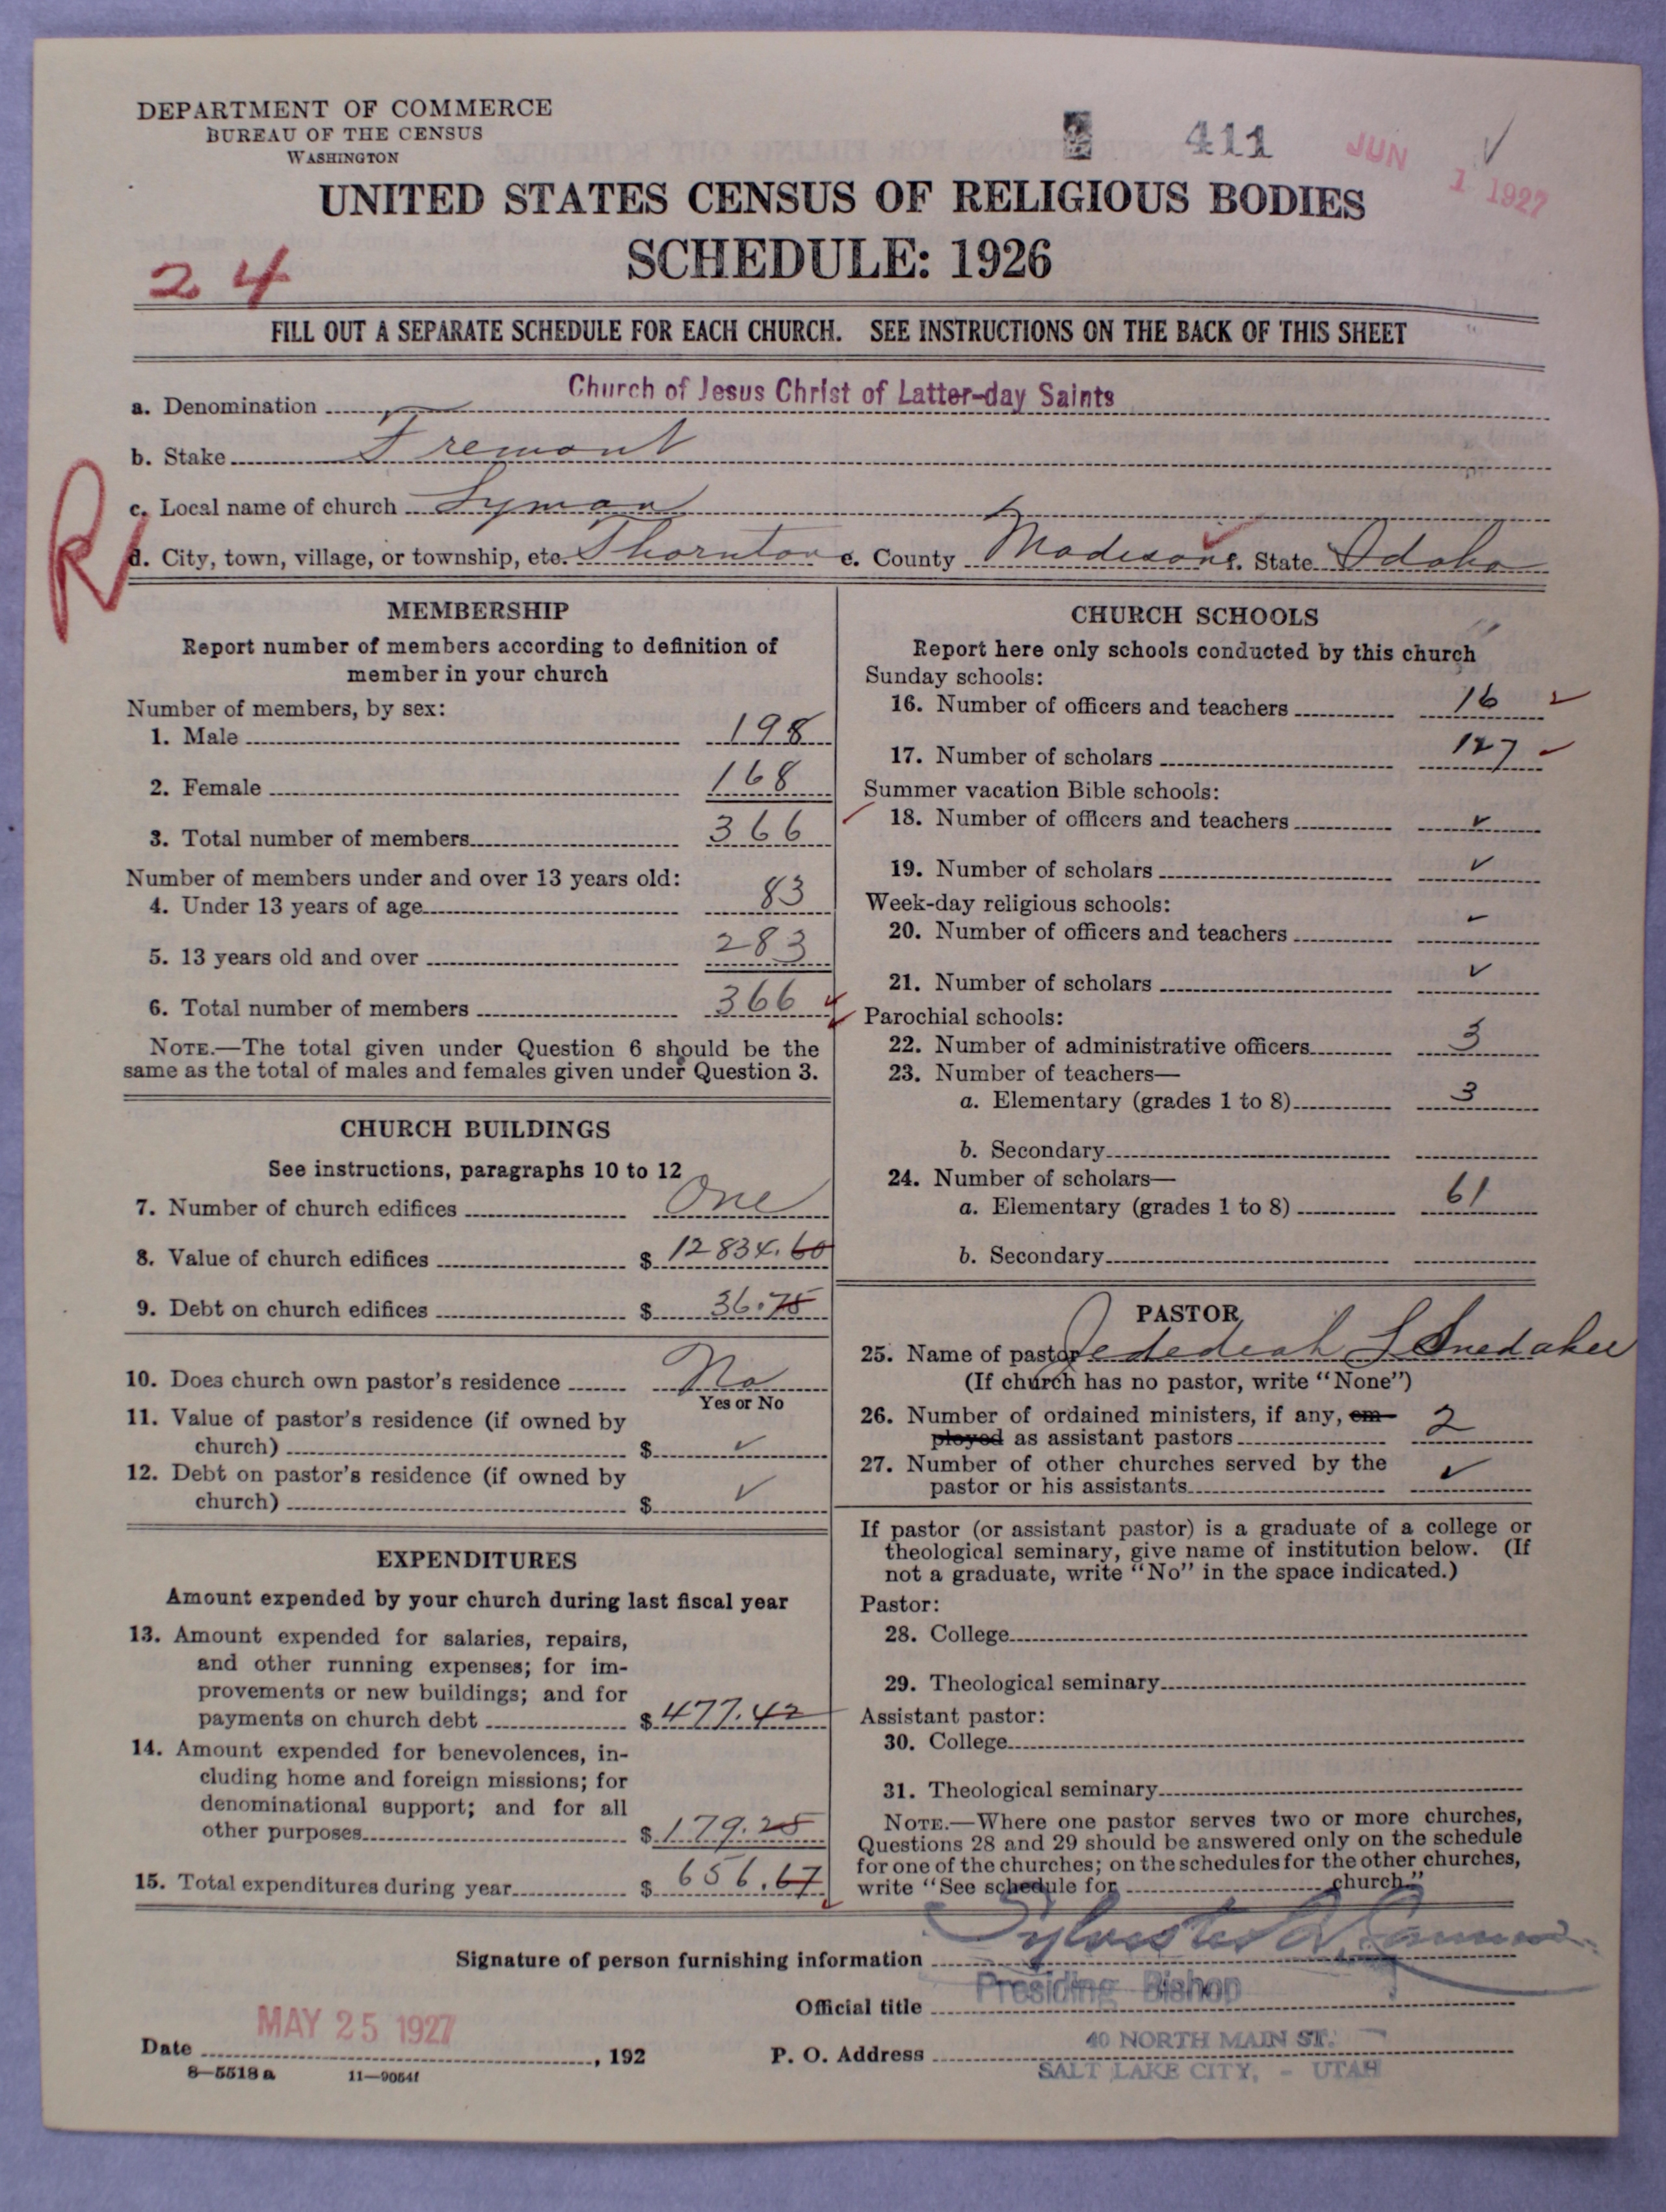 DEPARTMENT OF COMMERCE
BUREAU OF THE CENSUS
WASHINGTON
411
JUN 1 1927
UNITED STATES CENSUS OF RELIGIOUS BODIES
SCHEDULE: 1926
24
FILL OUT A SEPARATE SCHEDULE FOR EACH CHURCH. SEE INSTRUCTIONS ON THE BACK OF THIS SHEET
a. Denomination Church of Jesus Christ of Latter-day Saints
b. Stake Fremont
c. Local name of church Lyman
R
d. City, town, village, or township, etc. Thornton e. County Madison f. State Idaho
MEMBERSHIP
Report number of members according to definition of
member in your church
Number of members, by sex:
1. Male 198
2. Female 168
3. Total number of members 366
Number of members under and over 13 years old:
4. Under 13 years of age 83
5. 13 years old and over 283
6. Total number of members 366
NOTE.—The total given under Question 6 should be the
same as the total of males and females given under Question 3.
CHURCH BUILDINGS
See instructions, paragraphs 10 to 12
7. Number of church edifices One
8. Value of church edifices $ 12834.60
9. Debt on church edifices $ 36.75
10. Does church own pastor's residence No
Yes or No
11. Value of pastor's residence (if owned by
church) $ ✓
12. Debt on pastor's residence (if owned by
church) $ ✓
EXPENDITURES
Amount expended by your church during last fiscal year
13. Amount expended for salaries, repairs,
and other running expenses; for im-
provements or new buildings; and for
payments on church debt $ 477.42
14. Amount expended for benevolences, in-
cluding home and foreign missions; for
denominational support; and for all
other purposes $ 179.25
15. Total expenditures during year $ 656.67
CHURCH SCHOOLS
Report here only schools conducted by this church
Sunday schools:
16. Number of officers and teachers 16
17. Number of scholars 127
Summer vacation Bible schools:
18. Number of officers and teachers ✓
19. Number of scholars ✓
Week-day religious schools:
20. Number of officers and teachers ✓
21. Number of scholars ✓
Parochial schools:
22. Number of administrative officers 3
23. Number of teachers—
a. Elementary (grades 1 to 8) 3
b. Secondary
24. Number of scholars—
a. Elementary (grades 1 to 8) 61
b. Secondary
PASTOR
25. Name of pastor Jedediah L Snedaker
(If church has no pastor, write "None")
26. Number of ordained ministers, if any, em-
ployed as assistant pastors 2
27. Number of other churches served by the
pastor or his assistants ✓
If pastor (or assistant pastor) is a graduate of a college or
theological seminary, give name of institution below. (If
not a graduate, write "No" in the space indicated.)
Pastor:
28. College
29. Theological seminary
Assistant pastor:
30. College
31. Theological seminary
NOTE.—Where one pastor serves two or more churches,
Questions 28 and 29 should be answered only on the schedule
for one of the churches; on the schedules for the other churches,
write "See schedule for church."
Signature of person furnishing information Sylvester Q. Cannon
Official title Presiding Bishop
Date MAY 25 1927, 192
P. O. Address 40 NORTH MAIN ST.
SALT LAKE CITY, - UTAH
8—5518 a 11—9054f